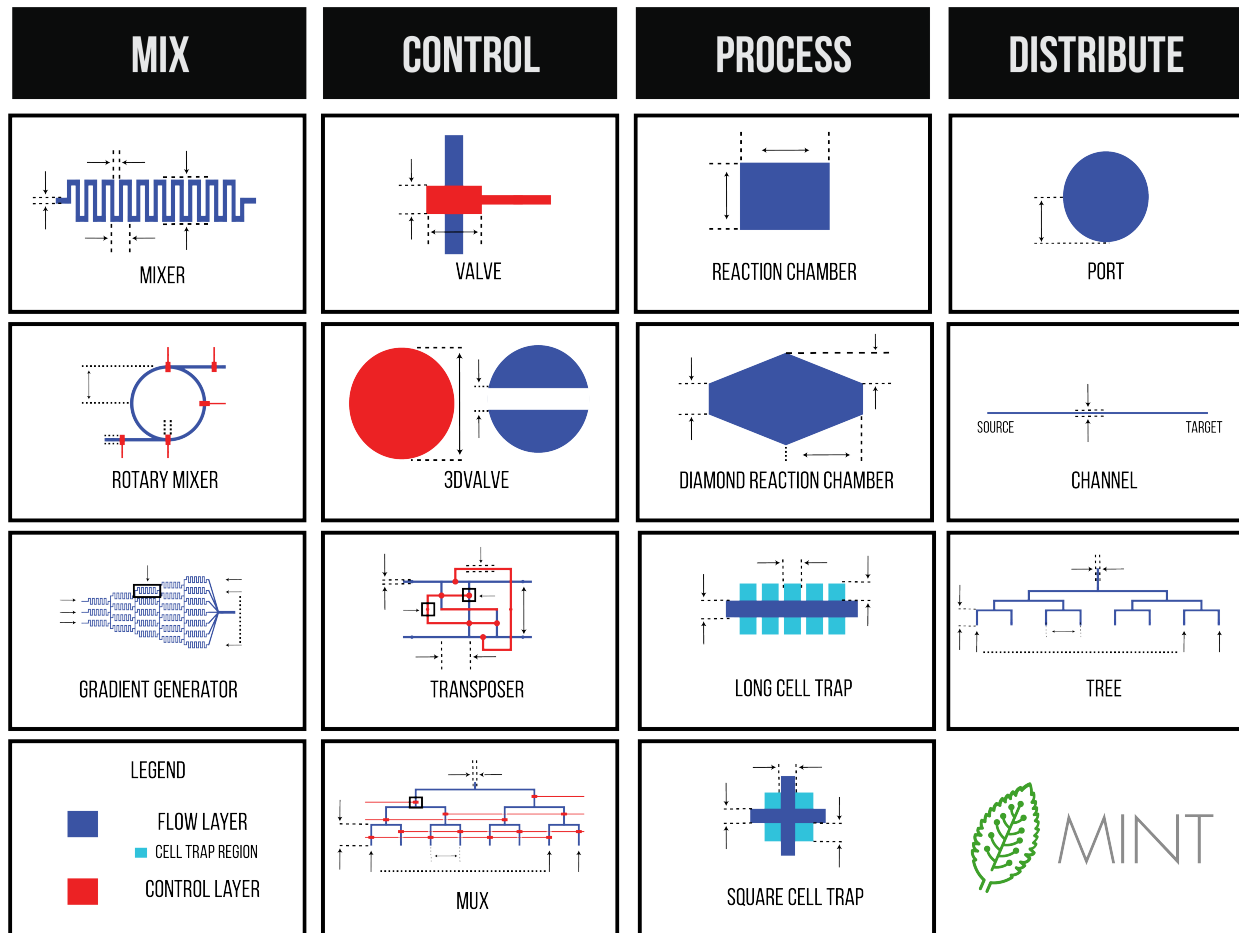 MIX
CONTROL
PROCESS
DISTRIBUTE
MIXER
VALVE
REACTION CHAMBER
PORT
ROTARY MIXER
3DVALVE
DIAMOND REACTION CHAMBER
SOURCE
TARGET
CHANNEL
GRADIENT GENERATOR
TRANSPOSER
LONG CELL TRAP
TREE
LEGEND
FLOW LAYER
CELL TRAP REGION
CONTROL LAYER
MUX
SQUARE CELL TRAP
MINT